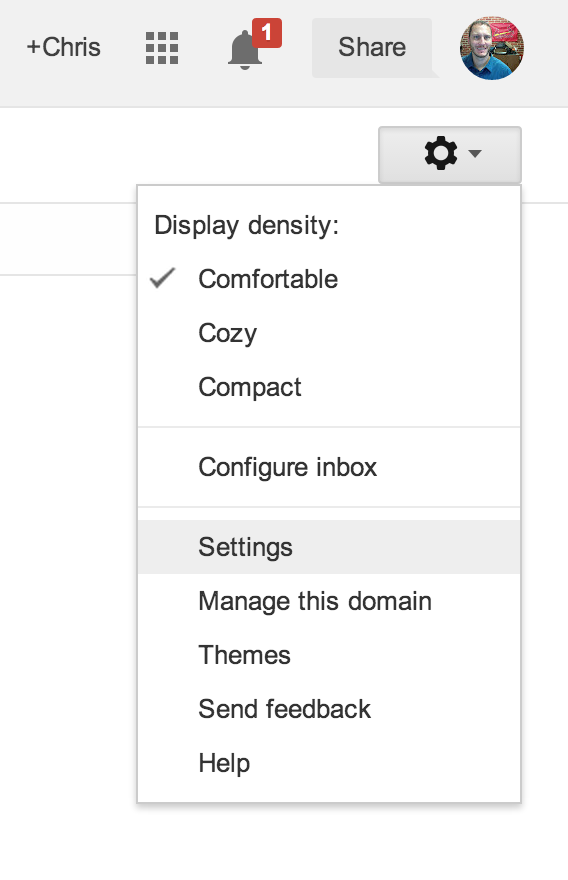 +Chris
1
Share
Display density:
Comfortable
Cozy
Compact
Configure inbox
Settings
Manage this domain
Themes
Send feedback
Help